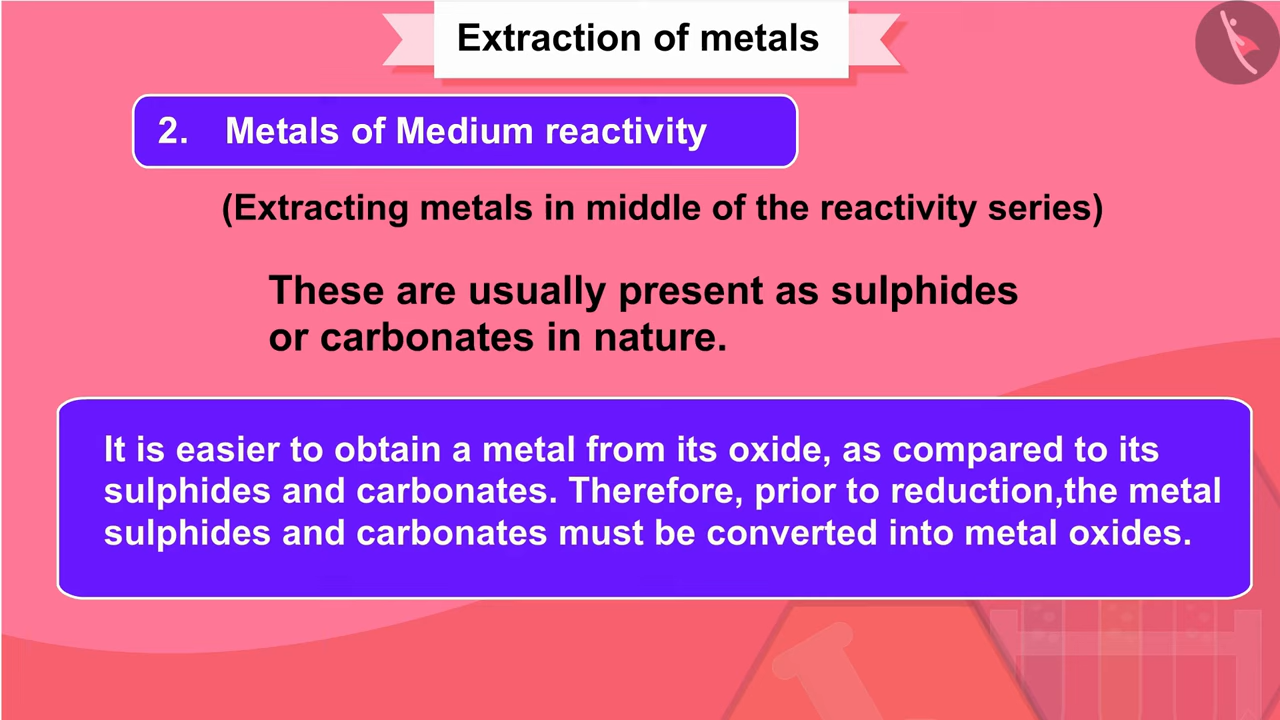 Extraction of metals
2. Metals of Medium reactivity
(Extracting metals in middle of the reactivity series)
These are usually present as sulphides
or carbonates in nature.
It is easier to obtain a metal from its oxide, as compared to its
sulphides and carbonates. Therefore, prior to reduction,the metal
sulphides and carbonates must be converted into metal oxides.